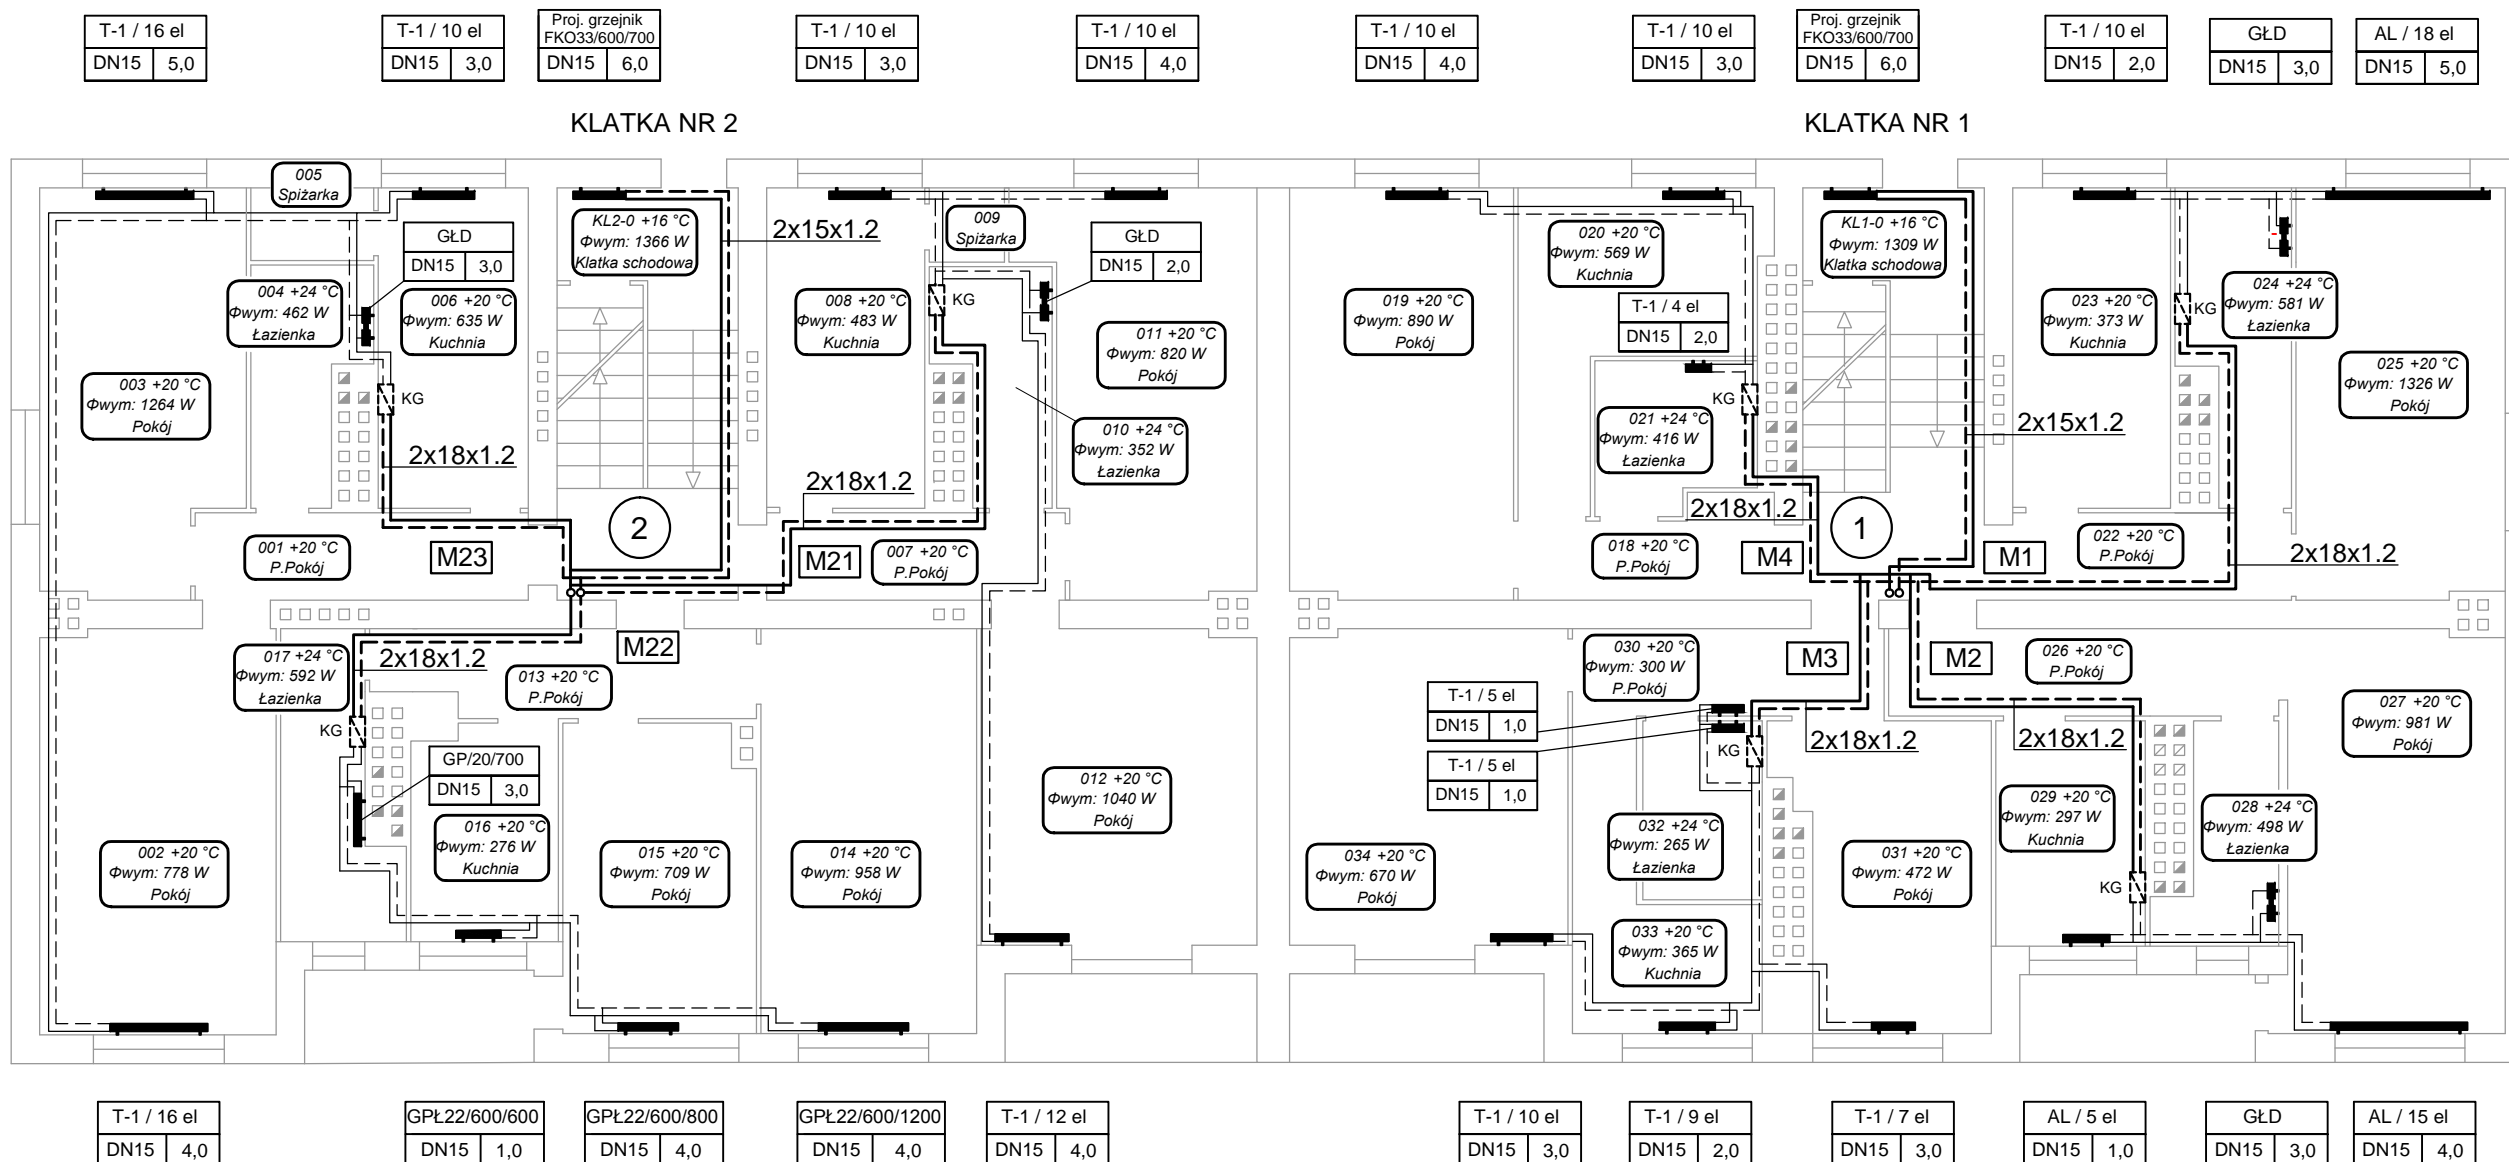 T-1 / 16 el
DN15 5,0
T-1 / 10 el
DN15 3,0
Proj. grzejnik
FKO33/600/700
DN15 6,0
T-1 / 10 el
DN15 3,0
T-1 / 10 el
DN15 4,0
T-1 / 10 el
DN15 4,0
T-1 / 10 el
DN15 3,0
Proj. grzejnik
FKO33/600/700
DN15 6,0
T-1 / 10 el
DN15 2,0
GŁD
DN15 3,0
AL / 18 el
DN15 5,0
KLATKA NR 2
KLATKA NR 1
005
Spiżarka
GŁD
DN15 3,0
004 +24 °C
Φwym: 462 W
Łazienka
006 +20 °C
Φwym: 635 W
Kuchnia
003 +20 °C
Φwym: 1264 W
Pokój
KG
2x18x1.2
KL2-0 +16 °C
Φwym: 1366 W
Klatka schodowa
2x15x1.2
008 +20 °C
Φwym: 483 W
Kuchnia
009
Spiżarka
GŁD
DN15 2,0
KG
011 +20 °C
Φwym: 820 W
Pokój
010 +24 °C
Φwym: 352 W
Łazienka
2x18x1.2
2
001 +20 °C
P.Pokój
M23
M21
007 +20 °C
P.Pokój
019 +20 °C
Φwym: 890 W
Pokój
020 +20 °C
Φwym: 569 W
Kuchnia
T-1 / 4 el
DN15 2,0
KG
021 +24 °C
Φwym: 416 W
Łazienka
2x18x1.2
KL1-0 +16 °C
Φwym: 1309 W
Klatka schodowa
2x15x1.2
1
018 +20 °C
P.Pokój
M4
M1
023 +20 °C
Φwym: 373 W
Kuchnia
KG
024 +24 °C
Φwym: 581 W
Łazienka
025 +20 °C
Φwym: 1326 W
Pokój
022 +20 °C
P.Pokój
2x18x1.2
017 +24 °C
Φwym: 592 W
Łazienka
2x18x1.2
M22
013 +20 °C
P.Pokój
KG
GP/20/700
DN15 3,0
002 +20 °C
Φwym: 778 W
Pokój
016 +20 °C
Φwym: 276 W
Kuchnia
015 +20 °C
Φwym: 709 W
Pokój
014 +20 °C
Φwym: 958 W
Pokój
012 +20 °C
Φwym: 1040 W
Pokój
030 +20 °C
Φwym: 300 W
P.Pokój
M3
M2
026 +20 °C
P.Pokój
T-1 / 5 el
DN15 1,0
T-1 / 5 el
DN15 1,0
KG
2x18x1.2
2x18x1.2
027 +20 °C
Φwym: 981 W
Pokój
034 +20 °C
Φwym: 670 W
Pokój
032 +24 °C
Φwym: 265 W
Łazienka
031 +20 °C
Φwym: 472 W
Pokój
029 +20 °C
Φwym: 297 W
Kuchnia
028 +24 °C
Φwym: 498 W
Łazienka
KG
033 +20 °C
Φwym: 365 W
Kuchnia
T-1 / 16 el
DN15 4,0
GPŁ22/600/600
DN15 1,0
GPŁ22/600/800
DN15 4,0
GPŁ22/600/1200
DN15 4,0
T-1 / 12 el
DN15 4,0
T-1 / 10 el
DN15 3,0
T-1 / 9 el
DN15 2,0
T-1 / 7 el
DN15 3,0
AL / 5 el
DN15 1,0
GŁD
DN15 3,0
AL / 15 el
DN15 4,0